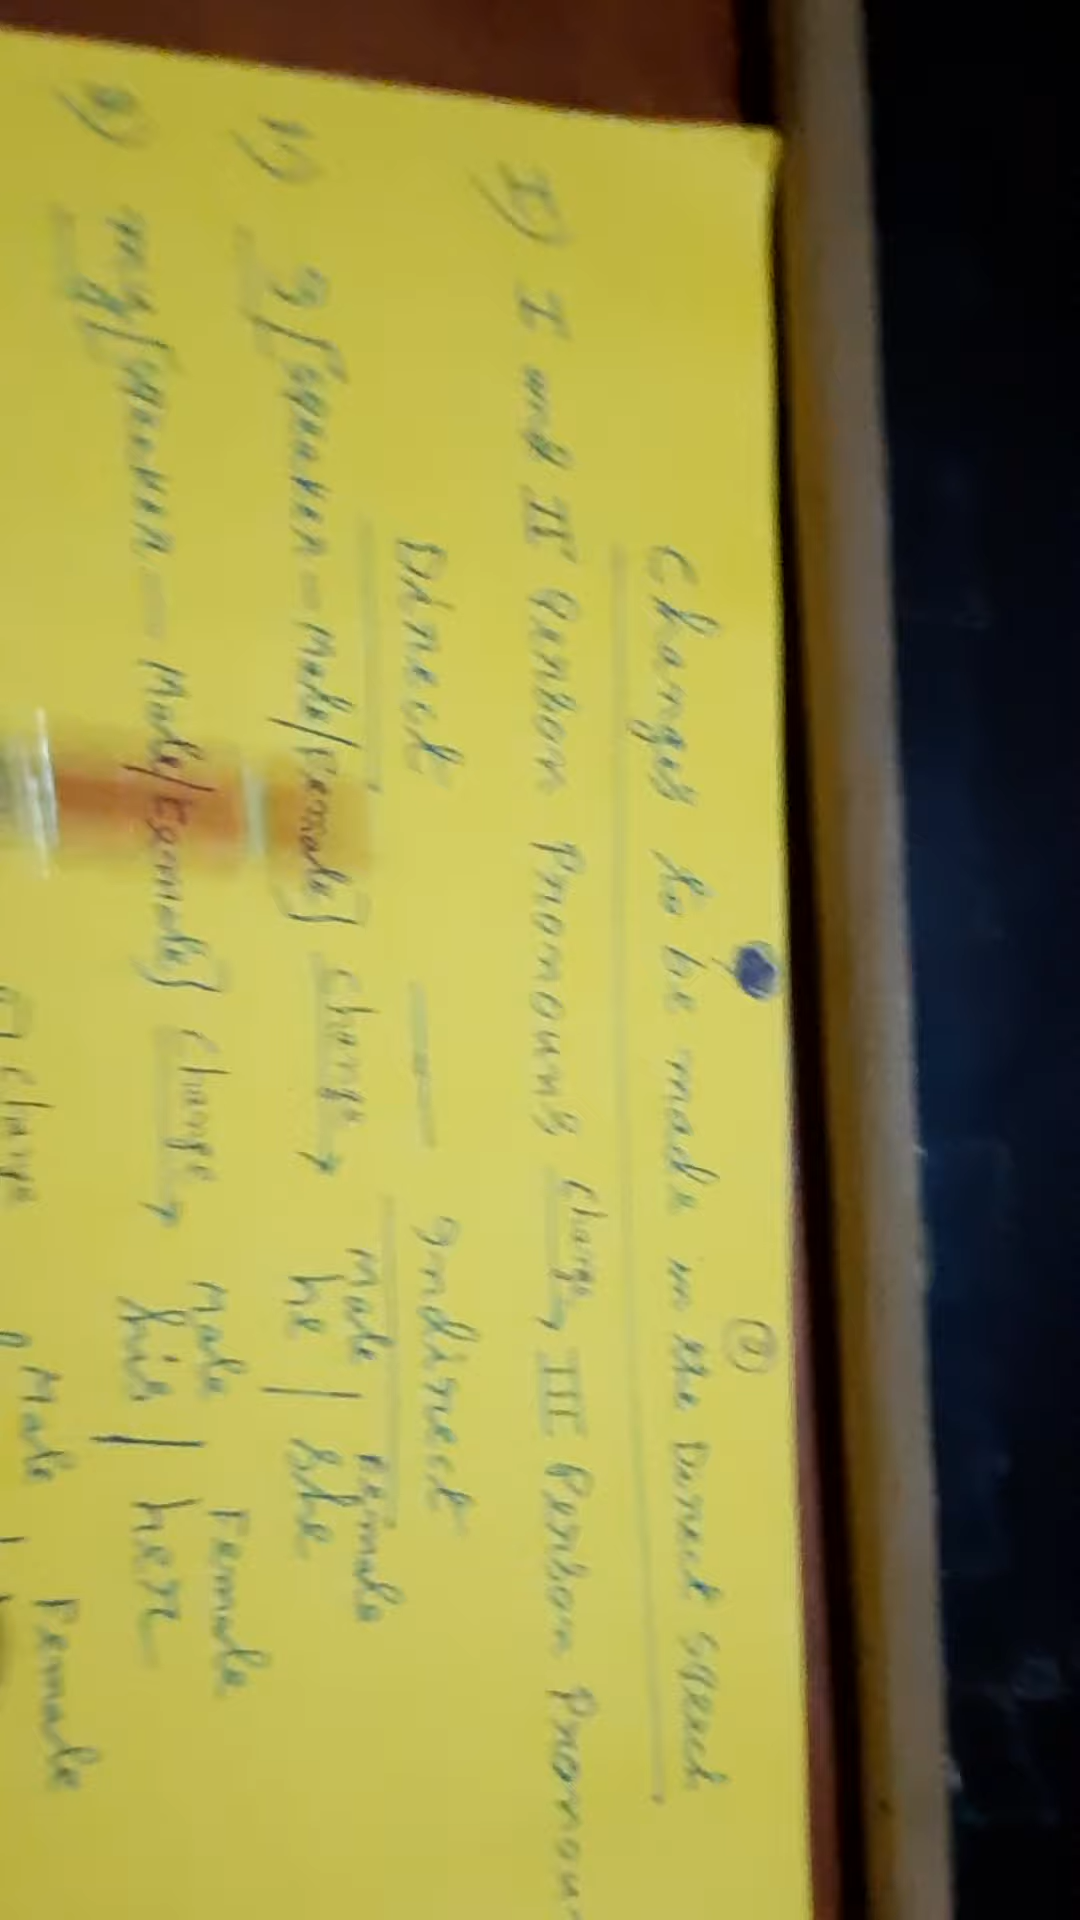 ②
Changes to be made in the Direct speech
I) I and II Person Pronouns change→ III Person Pronoun
Direct — Indirect
Male Female
1) I [speaker - Male/Female] change→ he | she
Male Female
2) my [speaker - Male/Female] change→ his | her
change Male Female